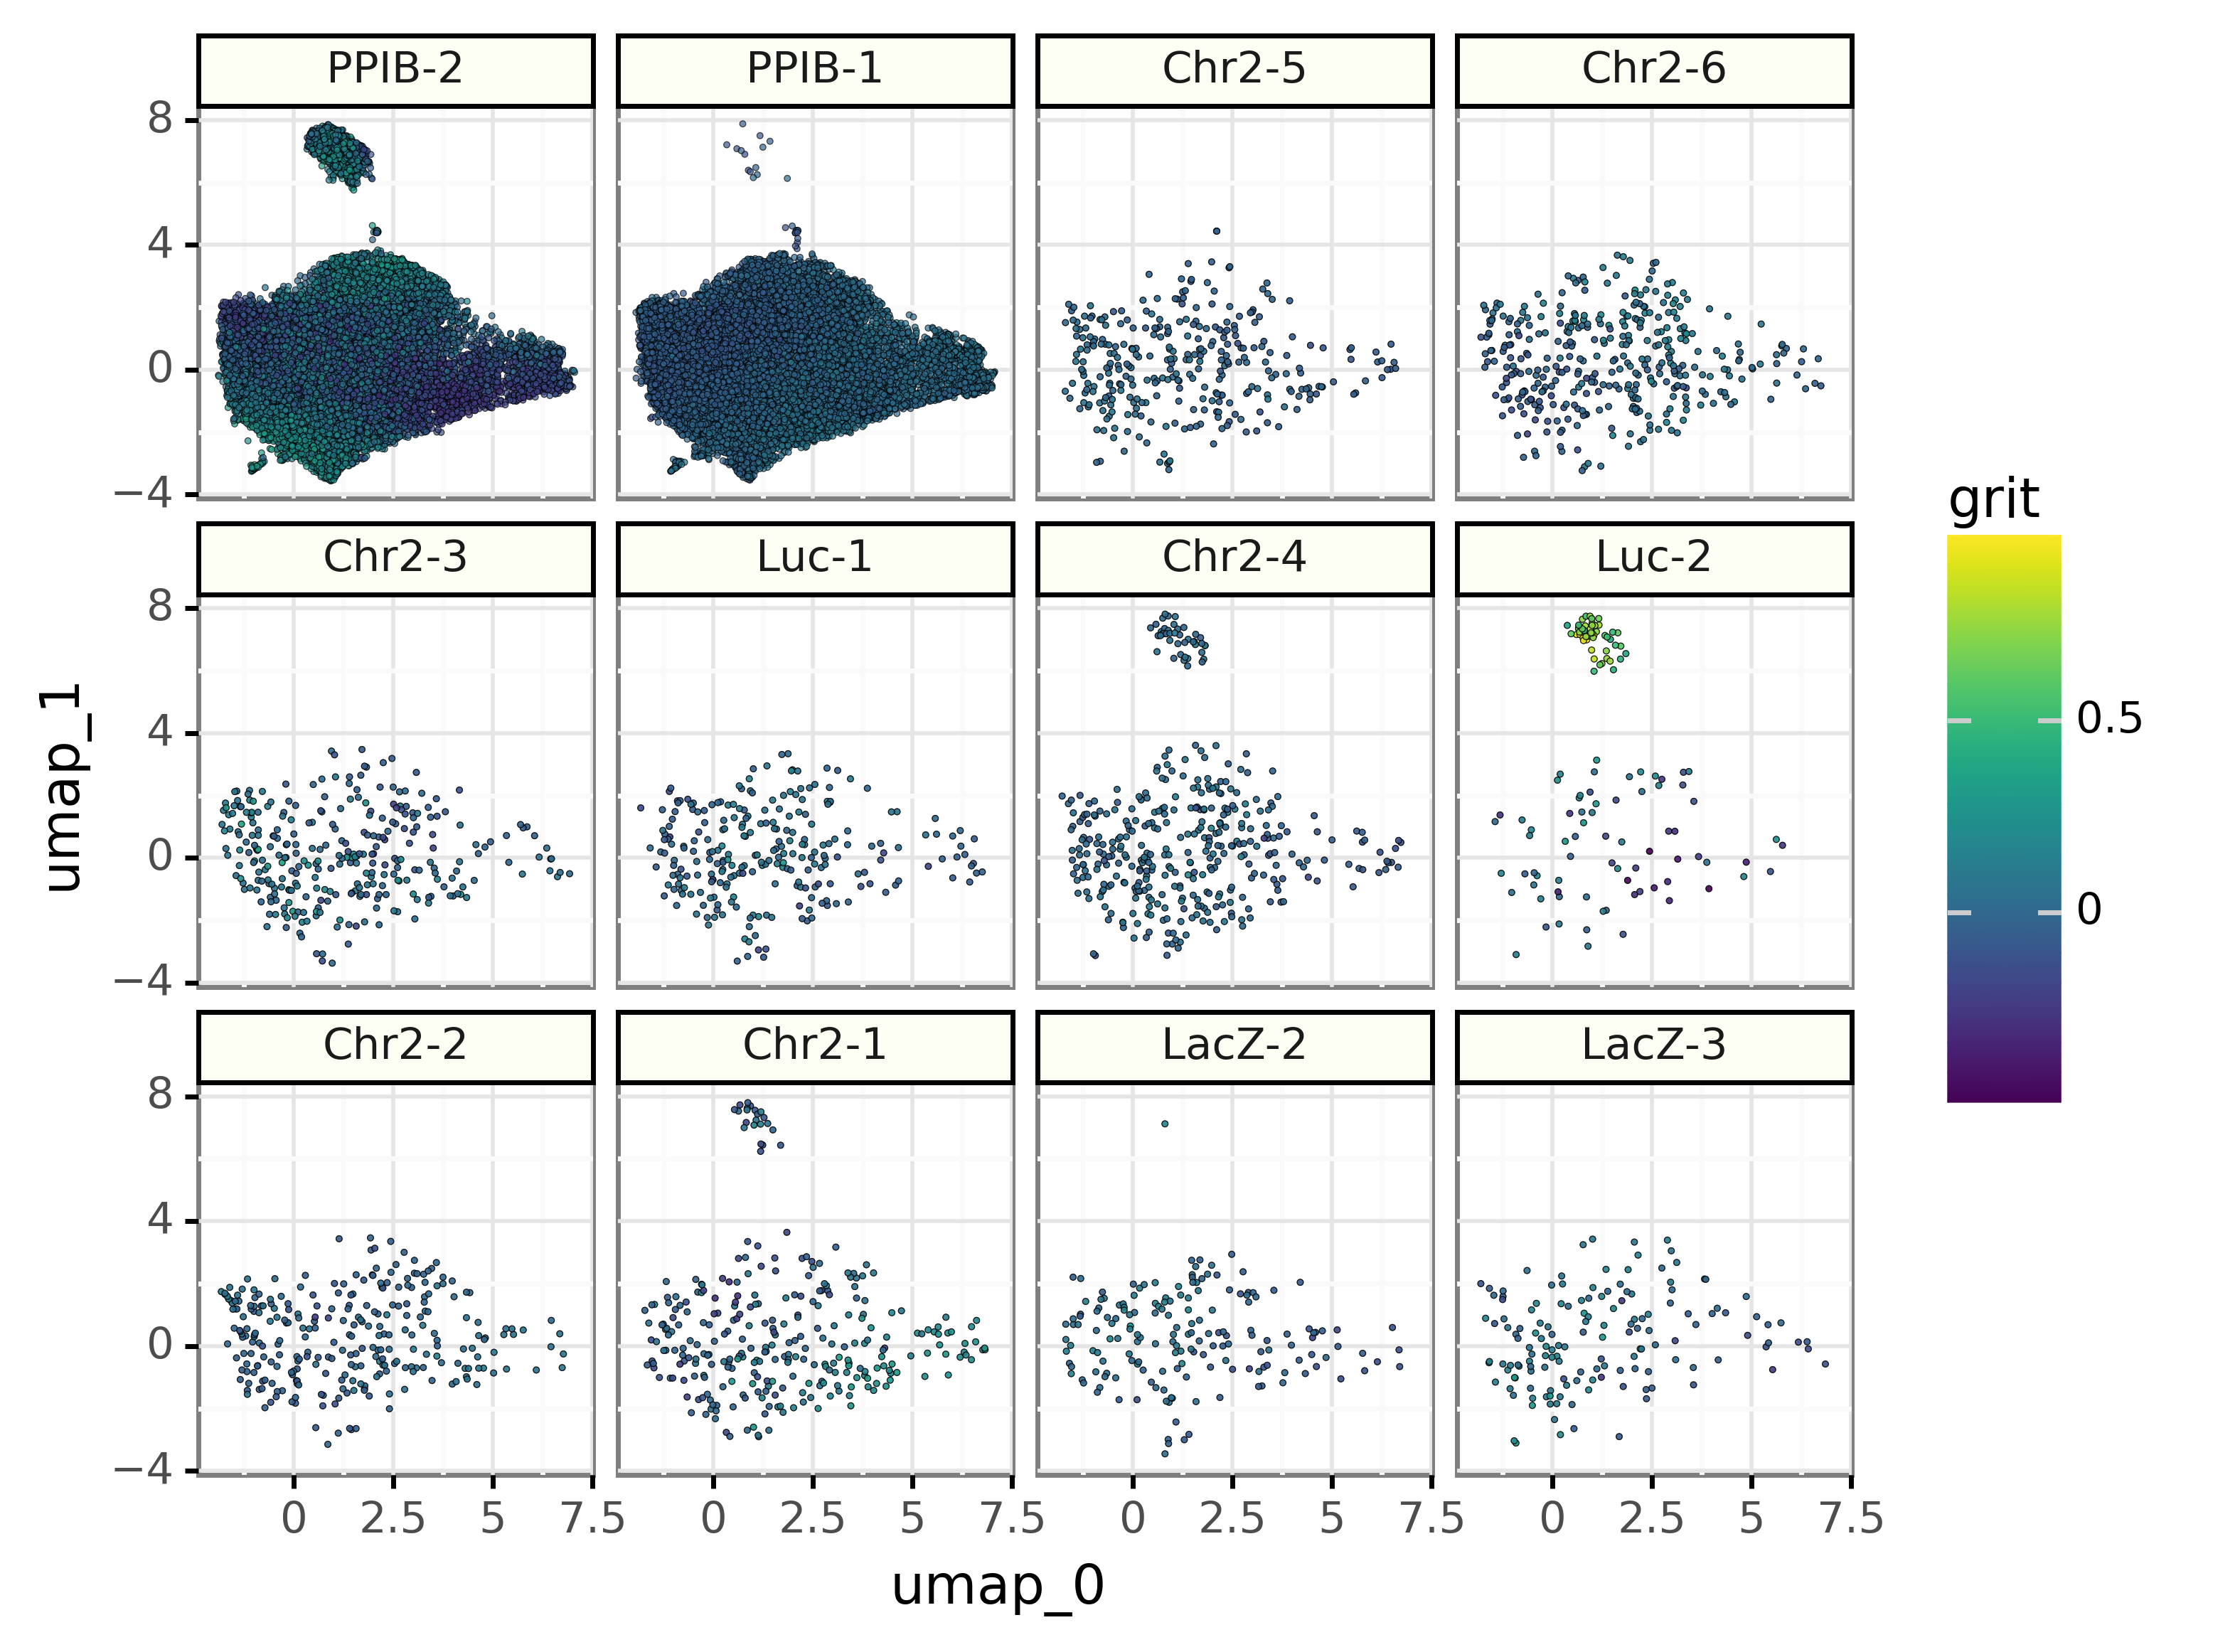 PPIB-2 PPIB-1 Chr2-5 Chr2-6
8
4
0
−4
Chr2-3 Luc-1 Chr2-4 Luc-2
8
4
0
−4
Chr2-2 Chr2-1 LacZ-2 LacZ-3
8
4
0
−4
0 2.5 5 7.5 0 2.5 5 7.5 0 2.5 5 7.5 0 2.5 5 7.5
umap_0
umap_1
grit
0.5
0